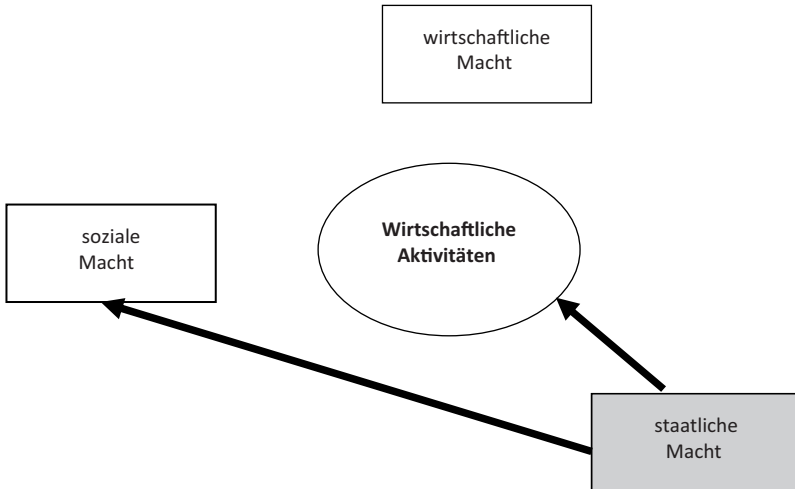 wirtschaftliche
Macht
soziale
Macht
Wirtschaftliche
Aktivitäten
staatliche
Macht